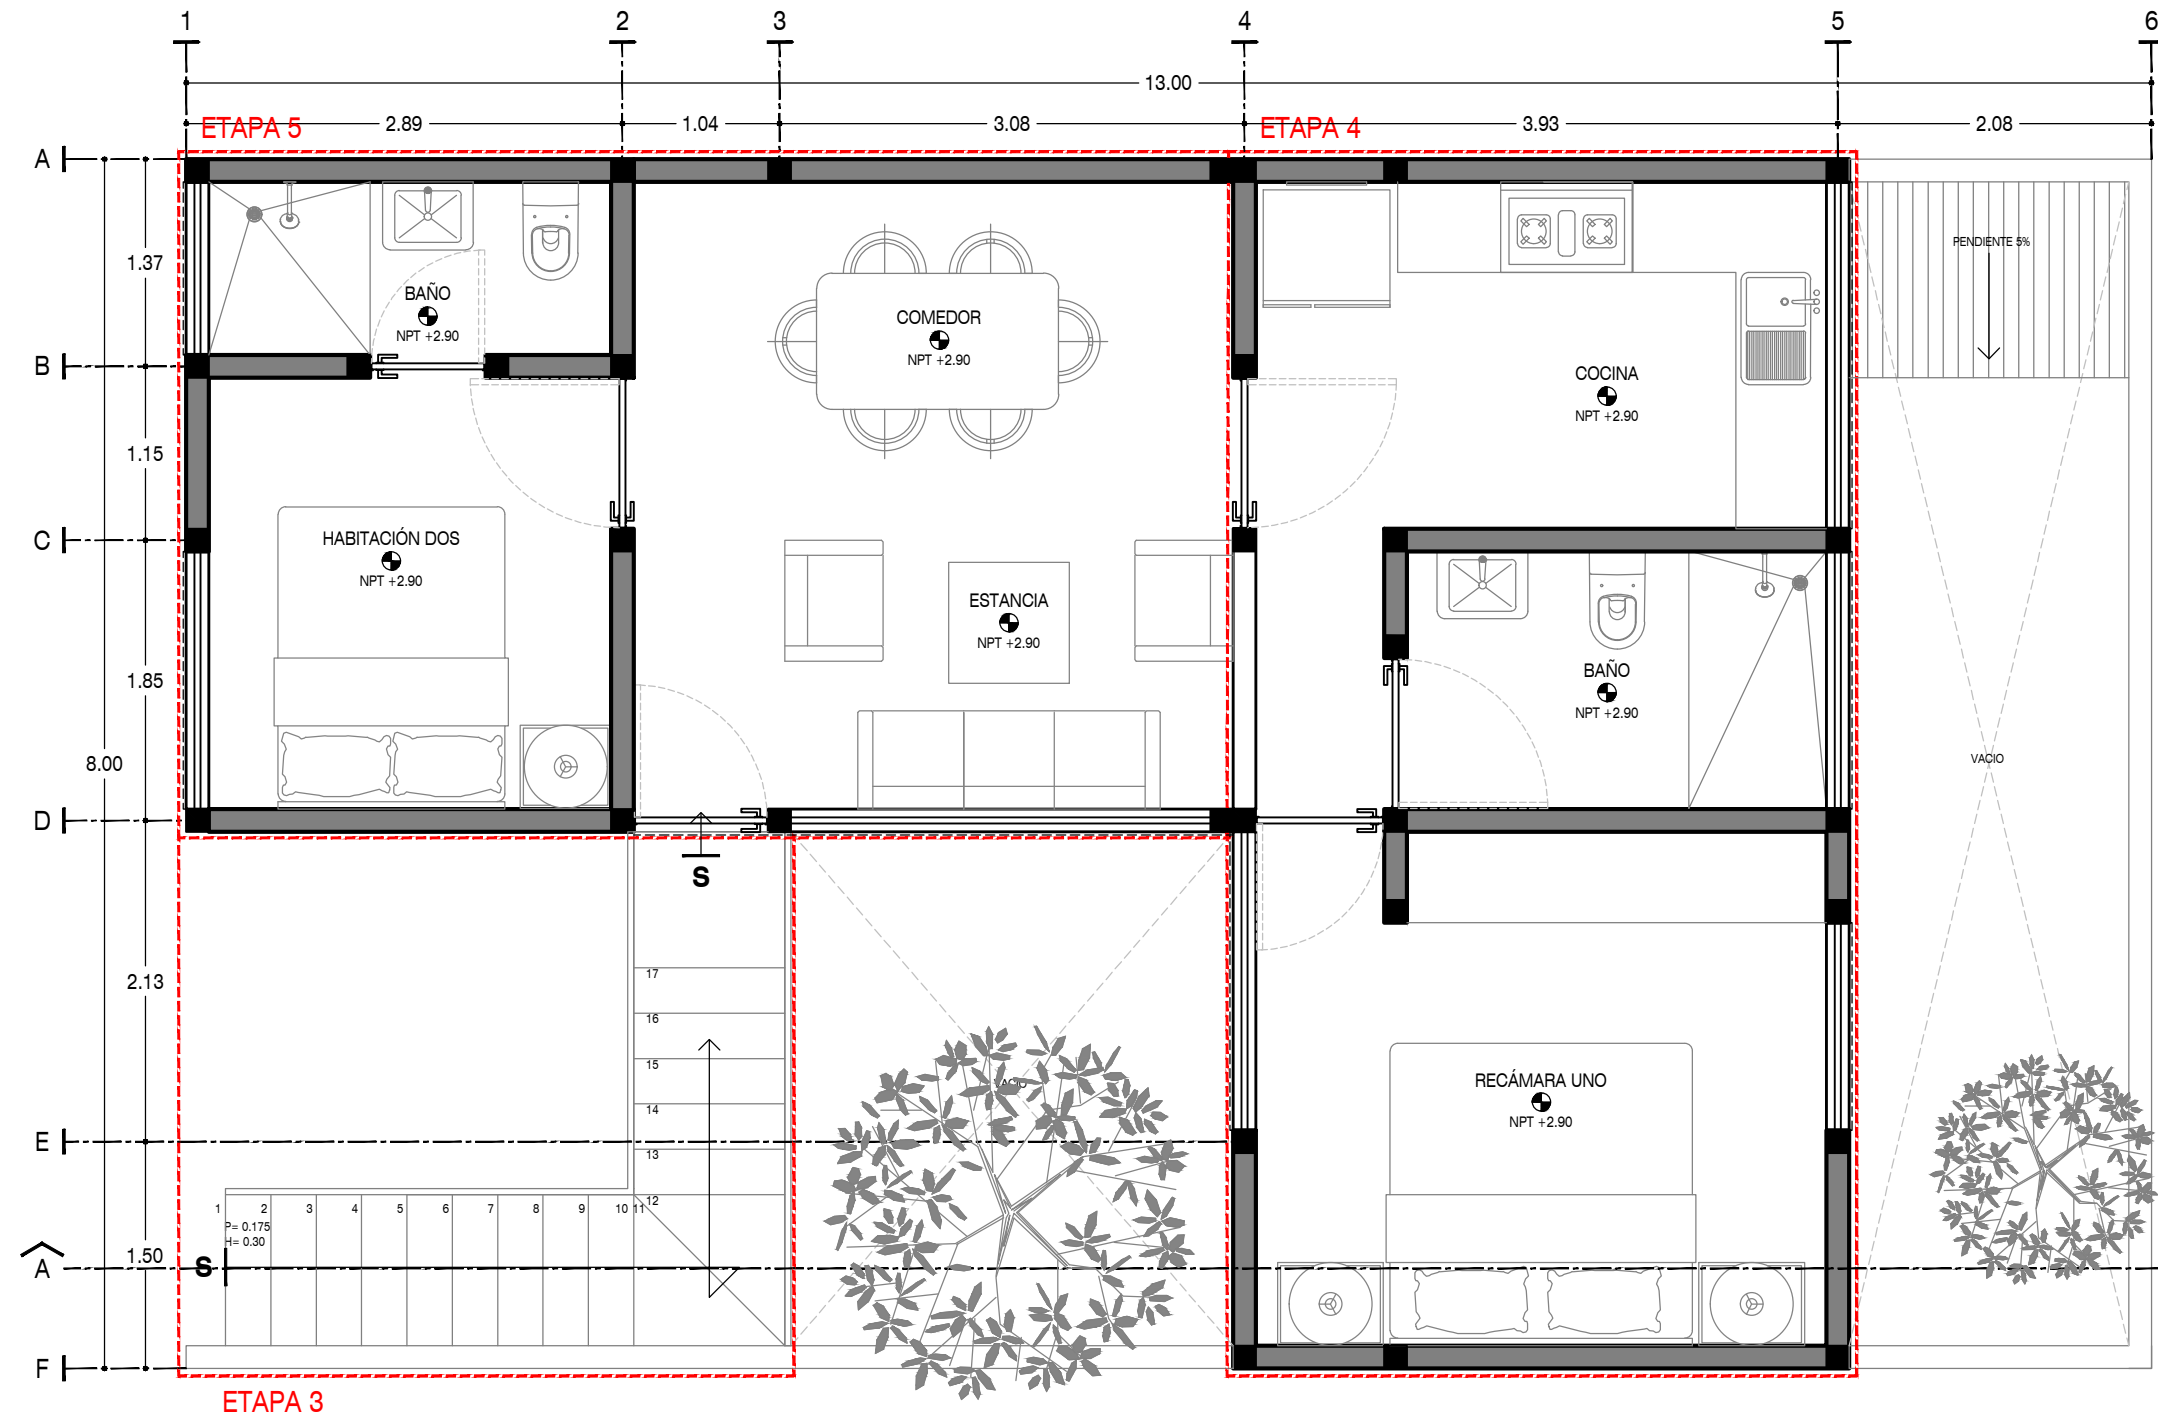 1 2 3 4 5 6
13.00
ETAPA 5 2.89 1.04 3.08 ETAPA 4 3.93 2.08
A
1.37
PENDIENTE 5%
BAÑO
NPT +2.90
COMEDOR
NPT +2.90
B
COCINA
NPT +2.90
1.15
C
HABITACIÓN DOS
NPT +2.90
ESTANCIA
NPT +2.90
1.85
BAÑO
NPT +2.90
8.00
VACIO
D
S
17
2.13
16
15
VACIO
14
RECÁMARA UNO
NPT +2.90
E
13
12
1 2 3 4 5 6 7 8 9 10 11
P= 0.175
H= 0.30
1.50
S
A
F
ETAPA 3